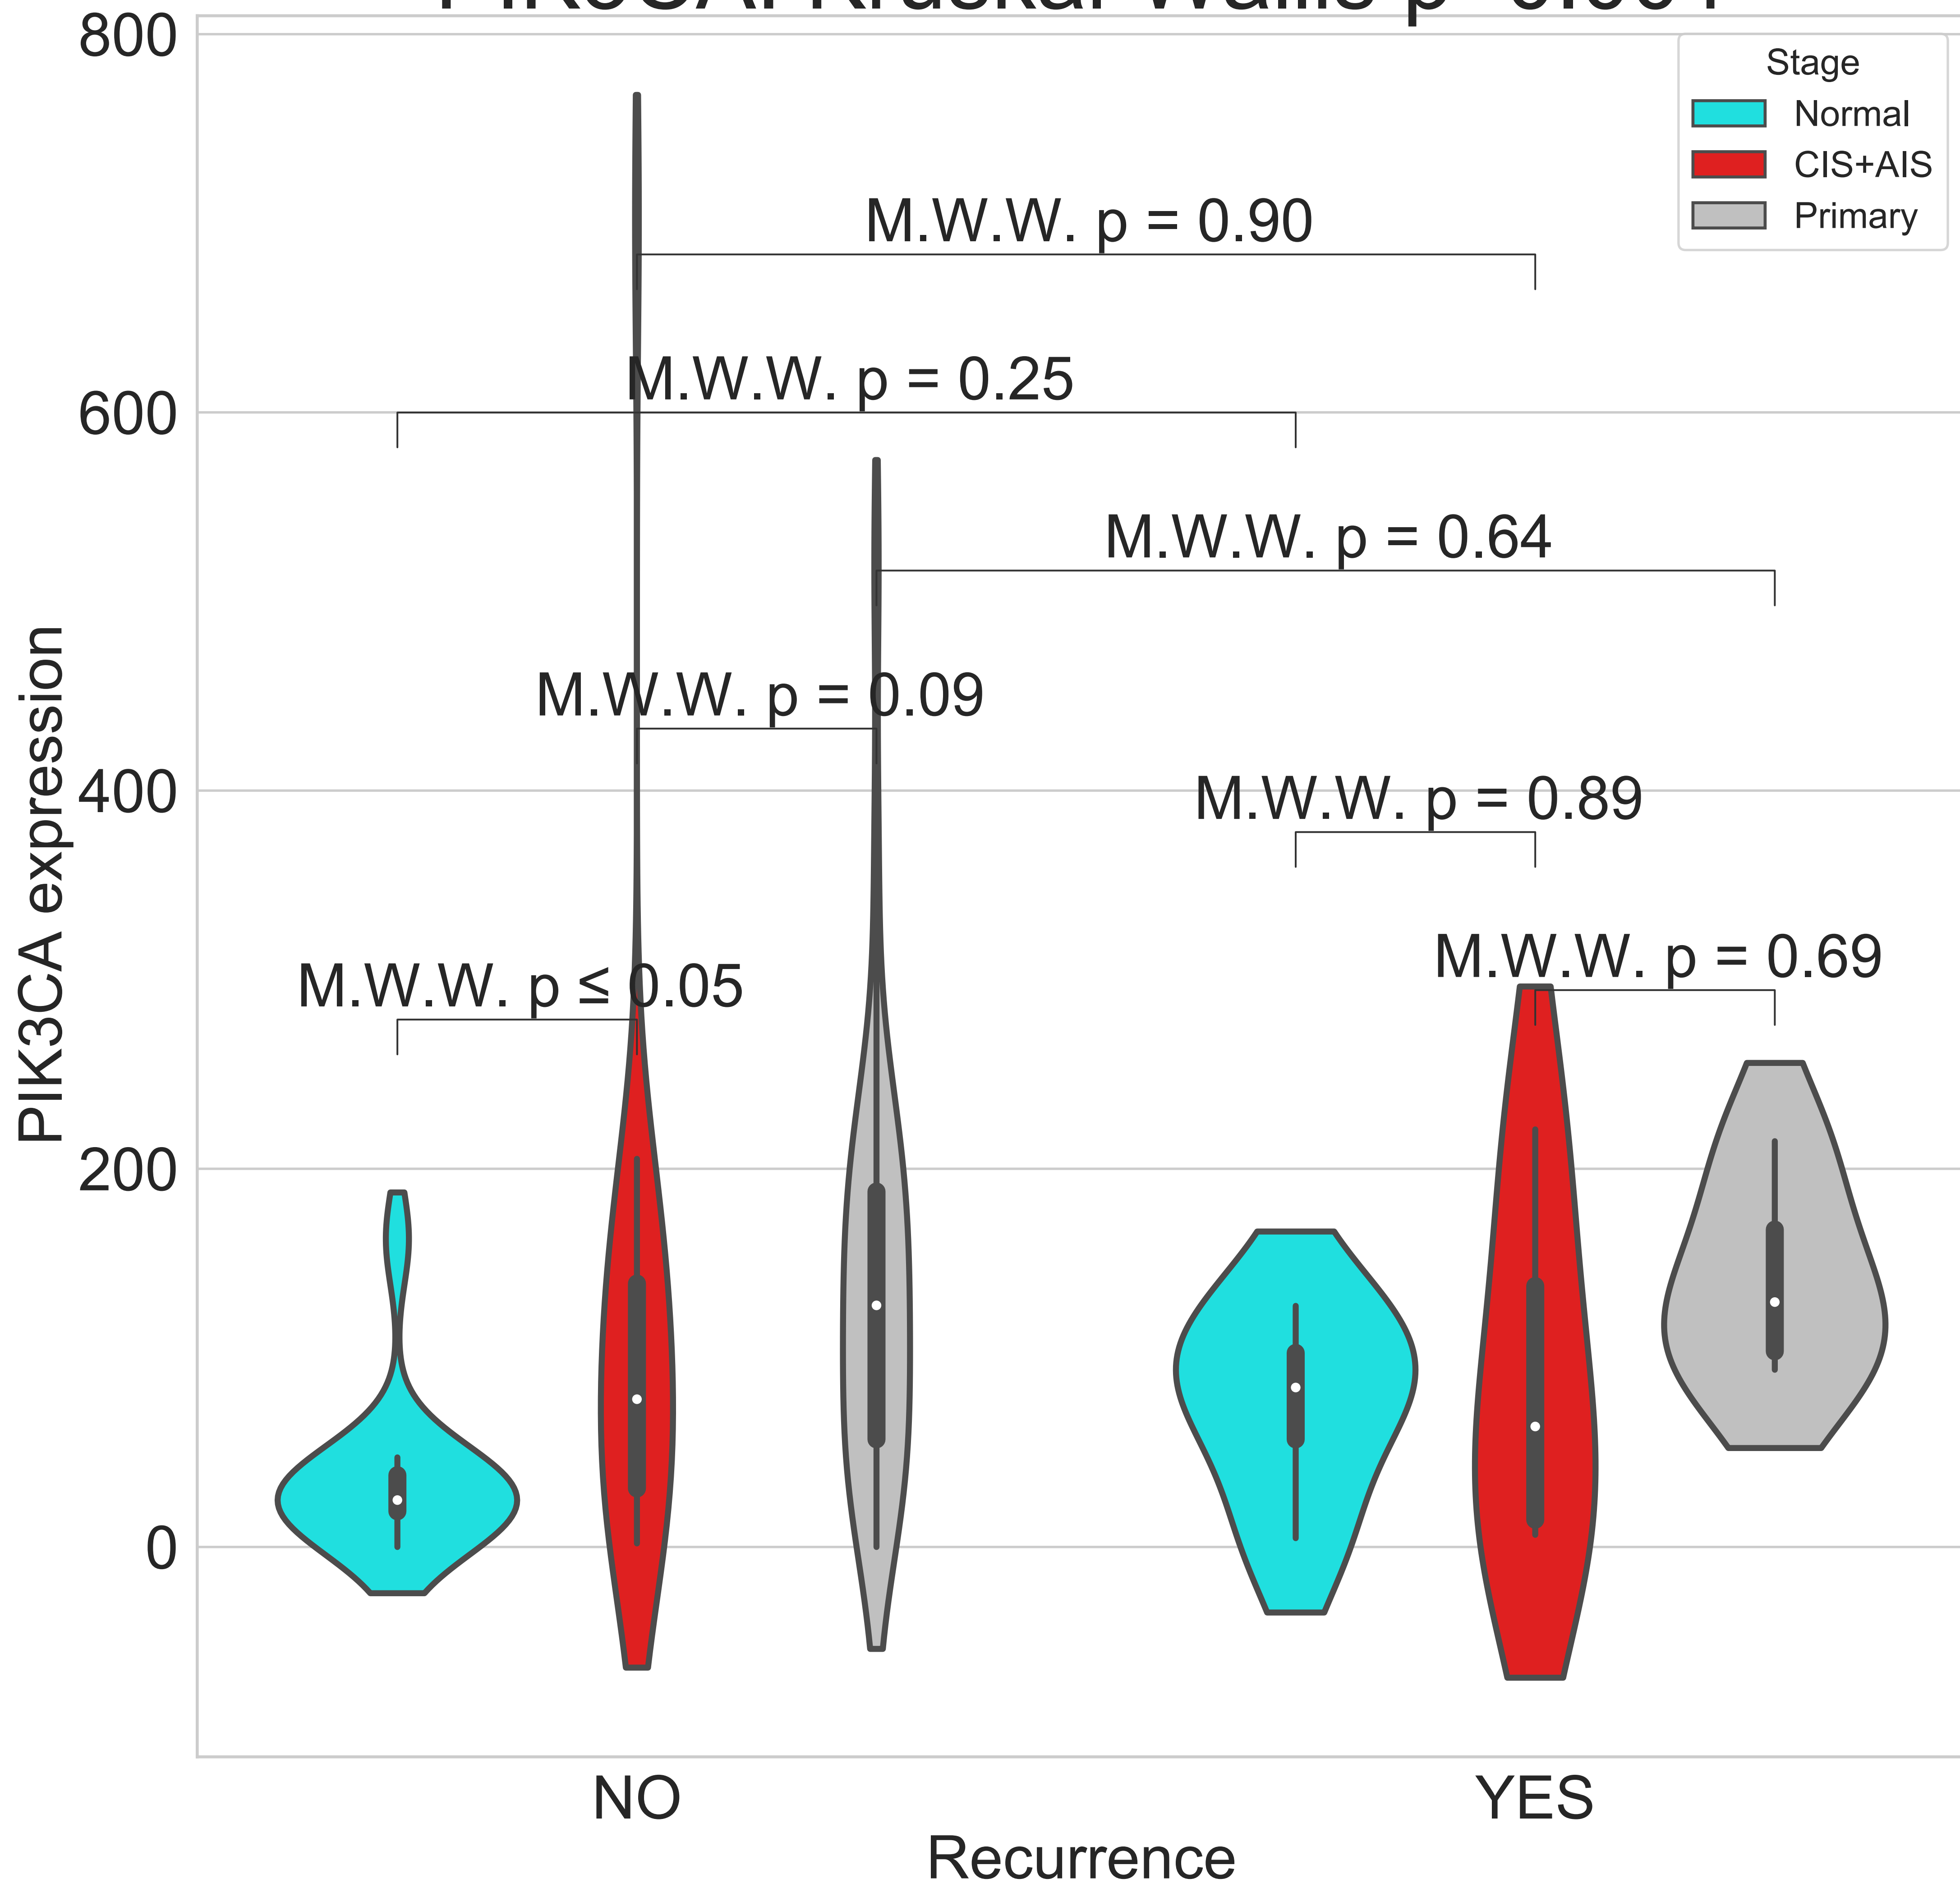 800
Stage
Normal
CIS+AIS
Primary
M.W.W. p = 0.90
M.W.W. p = 0.25
600
M.W.W. p = 0.64
M.W.W. p = 0.09
400
M.W.W. p = 0.89
M.W.W. p = 0.69
M.W.W. p ≤ 0.05
PIK3CA expression
200
0
NO
YES
Recurrence